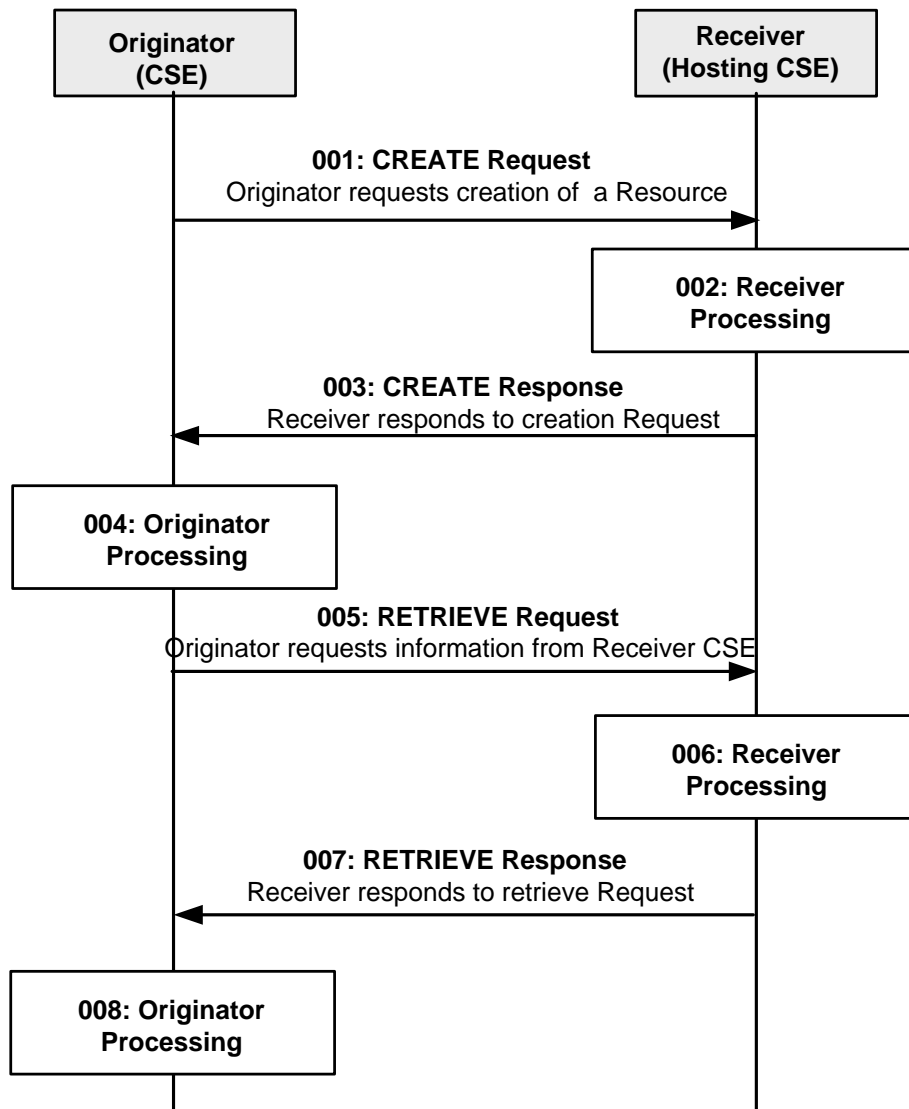 Originator
(CSE)
Receiver
(Hosting CSE)
001: CREATE Request
Originator requests creation of a Resource
002: Receiver
Processing
003: CREATE Response
Receiver responds to creation Request
004: Originator
Processing
005: RETRIEVE Request
Originator requests information from Receiver CSE
006: Receiver
Processing
007: RETRIEVE Response
Receiver responds to retrieve Request
008: Originator
Processing